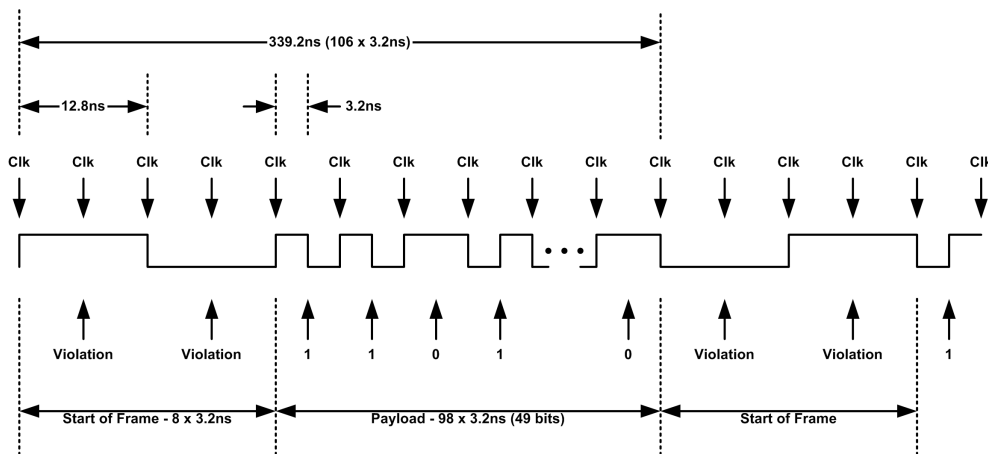 339.2ns (106 x 3.2ns)
12.8ns
3.2ns
Clk Clk Clk Clk Clk Clk Clk Clk Clk Clk Clk Clk Clk Clk Clk Clk
Violation Violation 1 1 0 1 0 Violation Violation 1
Start of Frame - 8 x 3.2ns Payload - 98 x 3.2ns (49 bits) Start of Frame